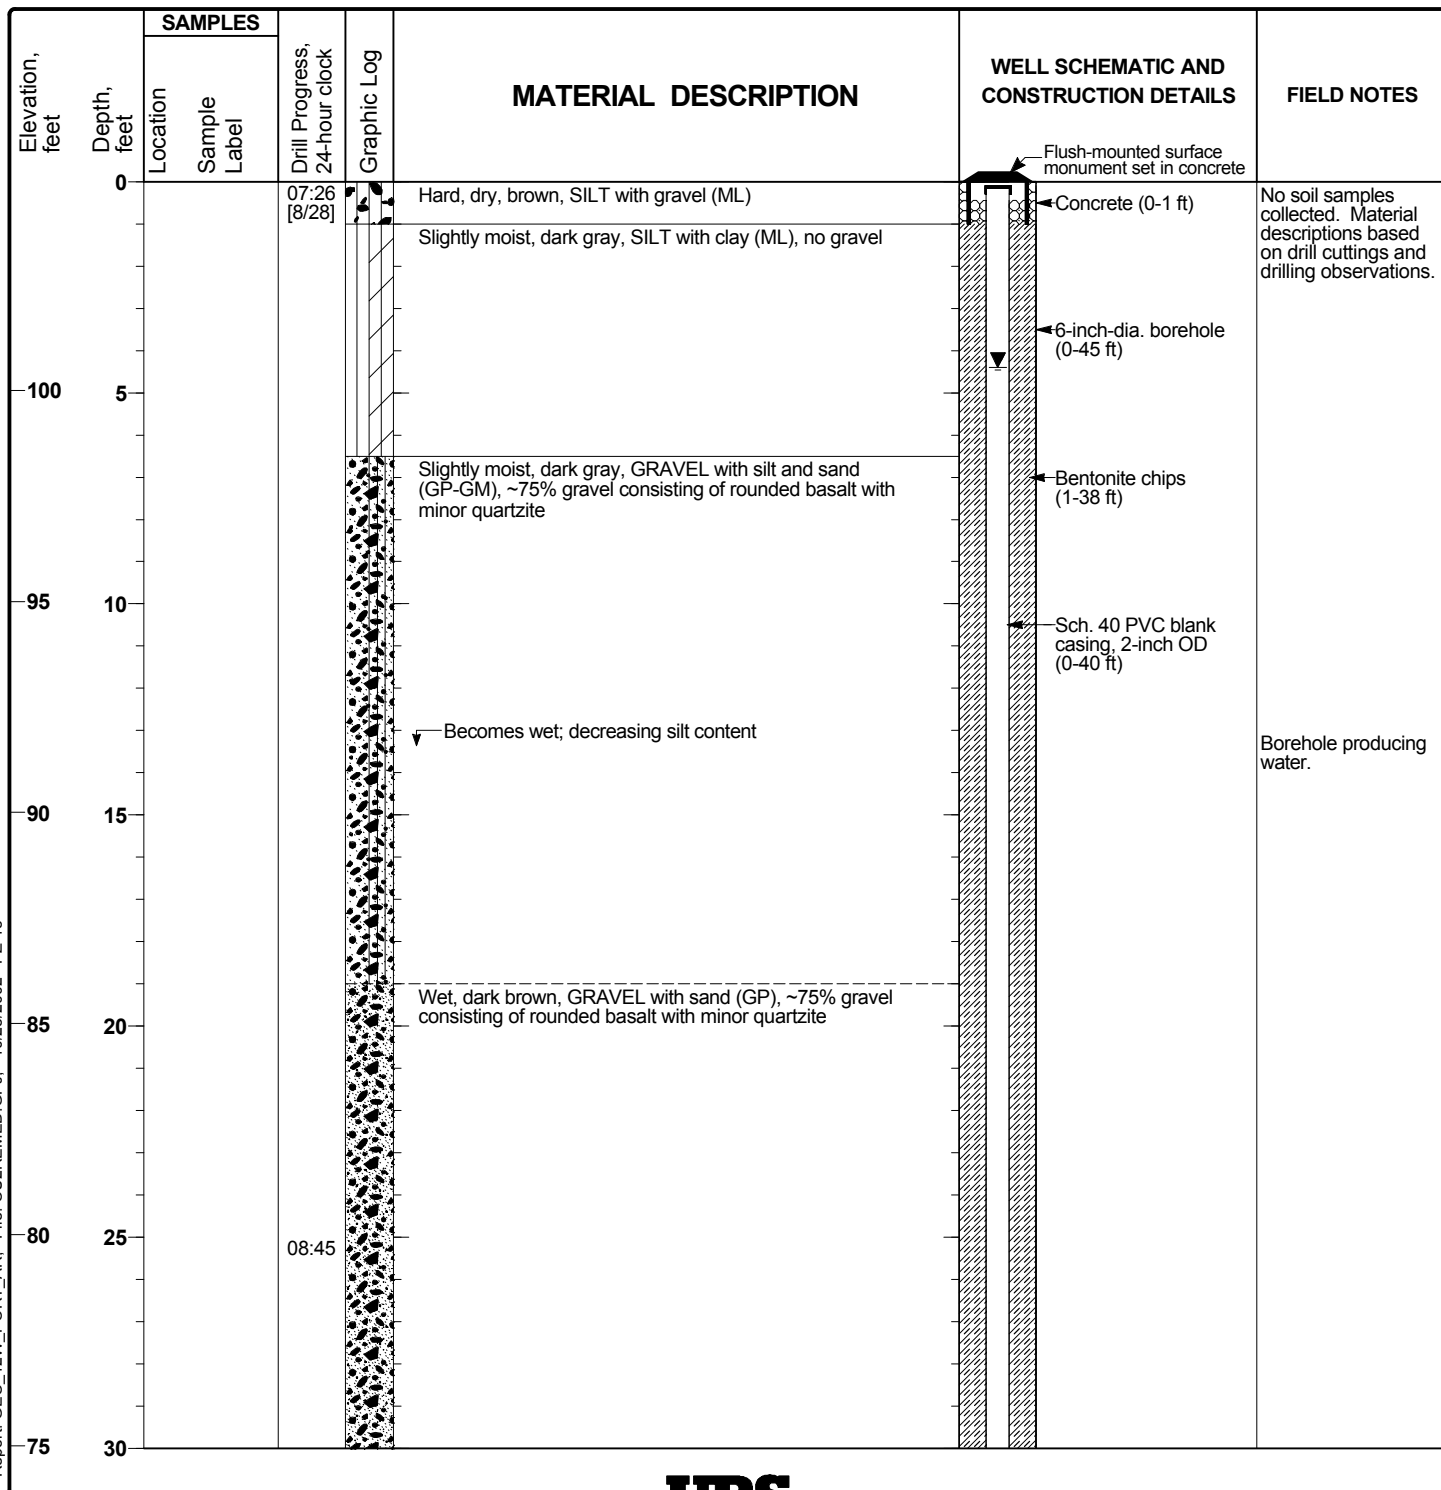 SAMPLES
Elevation,
feet
Depth,
feet
Location
Sample
Label
Drill Progress,
24-hour clock
Graphic Log
MATERIAL DESCRIPTION
WELL SCHEMATIC AND
CONSTRUCTION DETAILS
FIELD NOTES
Flush-mounted surface
monument set in concrete
0
07:26
[8/28]
Hard, dry, brown, SILT with gravel (ML)
Concrete (0-1 ft)
No soil samples
collected. Material
descriptions based
on drill cuttings and
drilling observations.
Slightly moist, dark gray, SILT with clay (ML), no gravel
6-inch-dia. borehole
(0-45 ft)
100
5
Slightly moist, dark gray, GRAVEL with silt and sand
(GP-GM), ~75% gravel consisting of rounded basalt with
minor quartzite
Bentonite chips
(1-38 ft)
95
10
Sch. 40 PVC blank
casing, 2-inch OD
(0-40 ft)
Becomes wet; decreasing silt content
Borehole producing
water.
90
15
Wet, dark brown, GRAVEL with sand (GP), ~75% gravel
consisting of rounded basalt with minor quartzite
85
20
80
25
08:45
75
30
URS